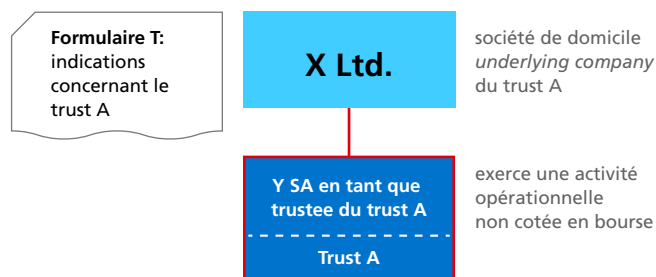 Formulaire T:
indications
concernant le
trust A
X Ltd.
société de domicile
underlying company
du trust A
Y SA en tant que
trustee du trust A
Trust A
exerce une activité
opérationnelle
non cotée en bourse